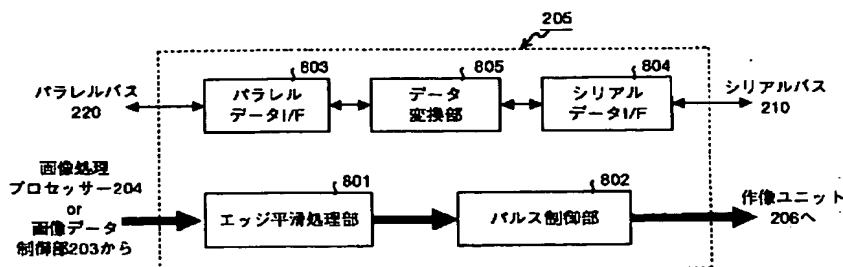 205
803
805
804
パラレルバス
220
パラレル
データI/F
データ
変換部
シリアル
データI/F
シリアルバス
210
画像処理
プロセッサー204
or
画像データ
制御部203から
801
エッジ平滑処理部
802
パルス制御部
作像ユニット
206へ